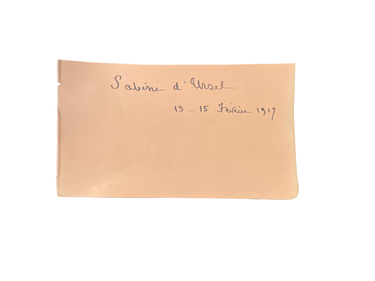 Sabine d'Ursel
13 - 15 Février 1917